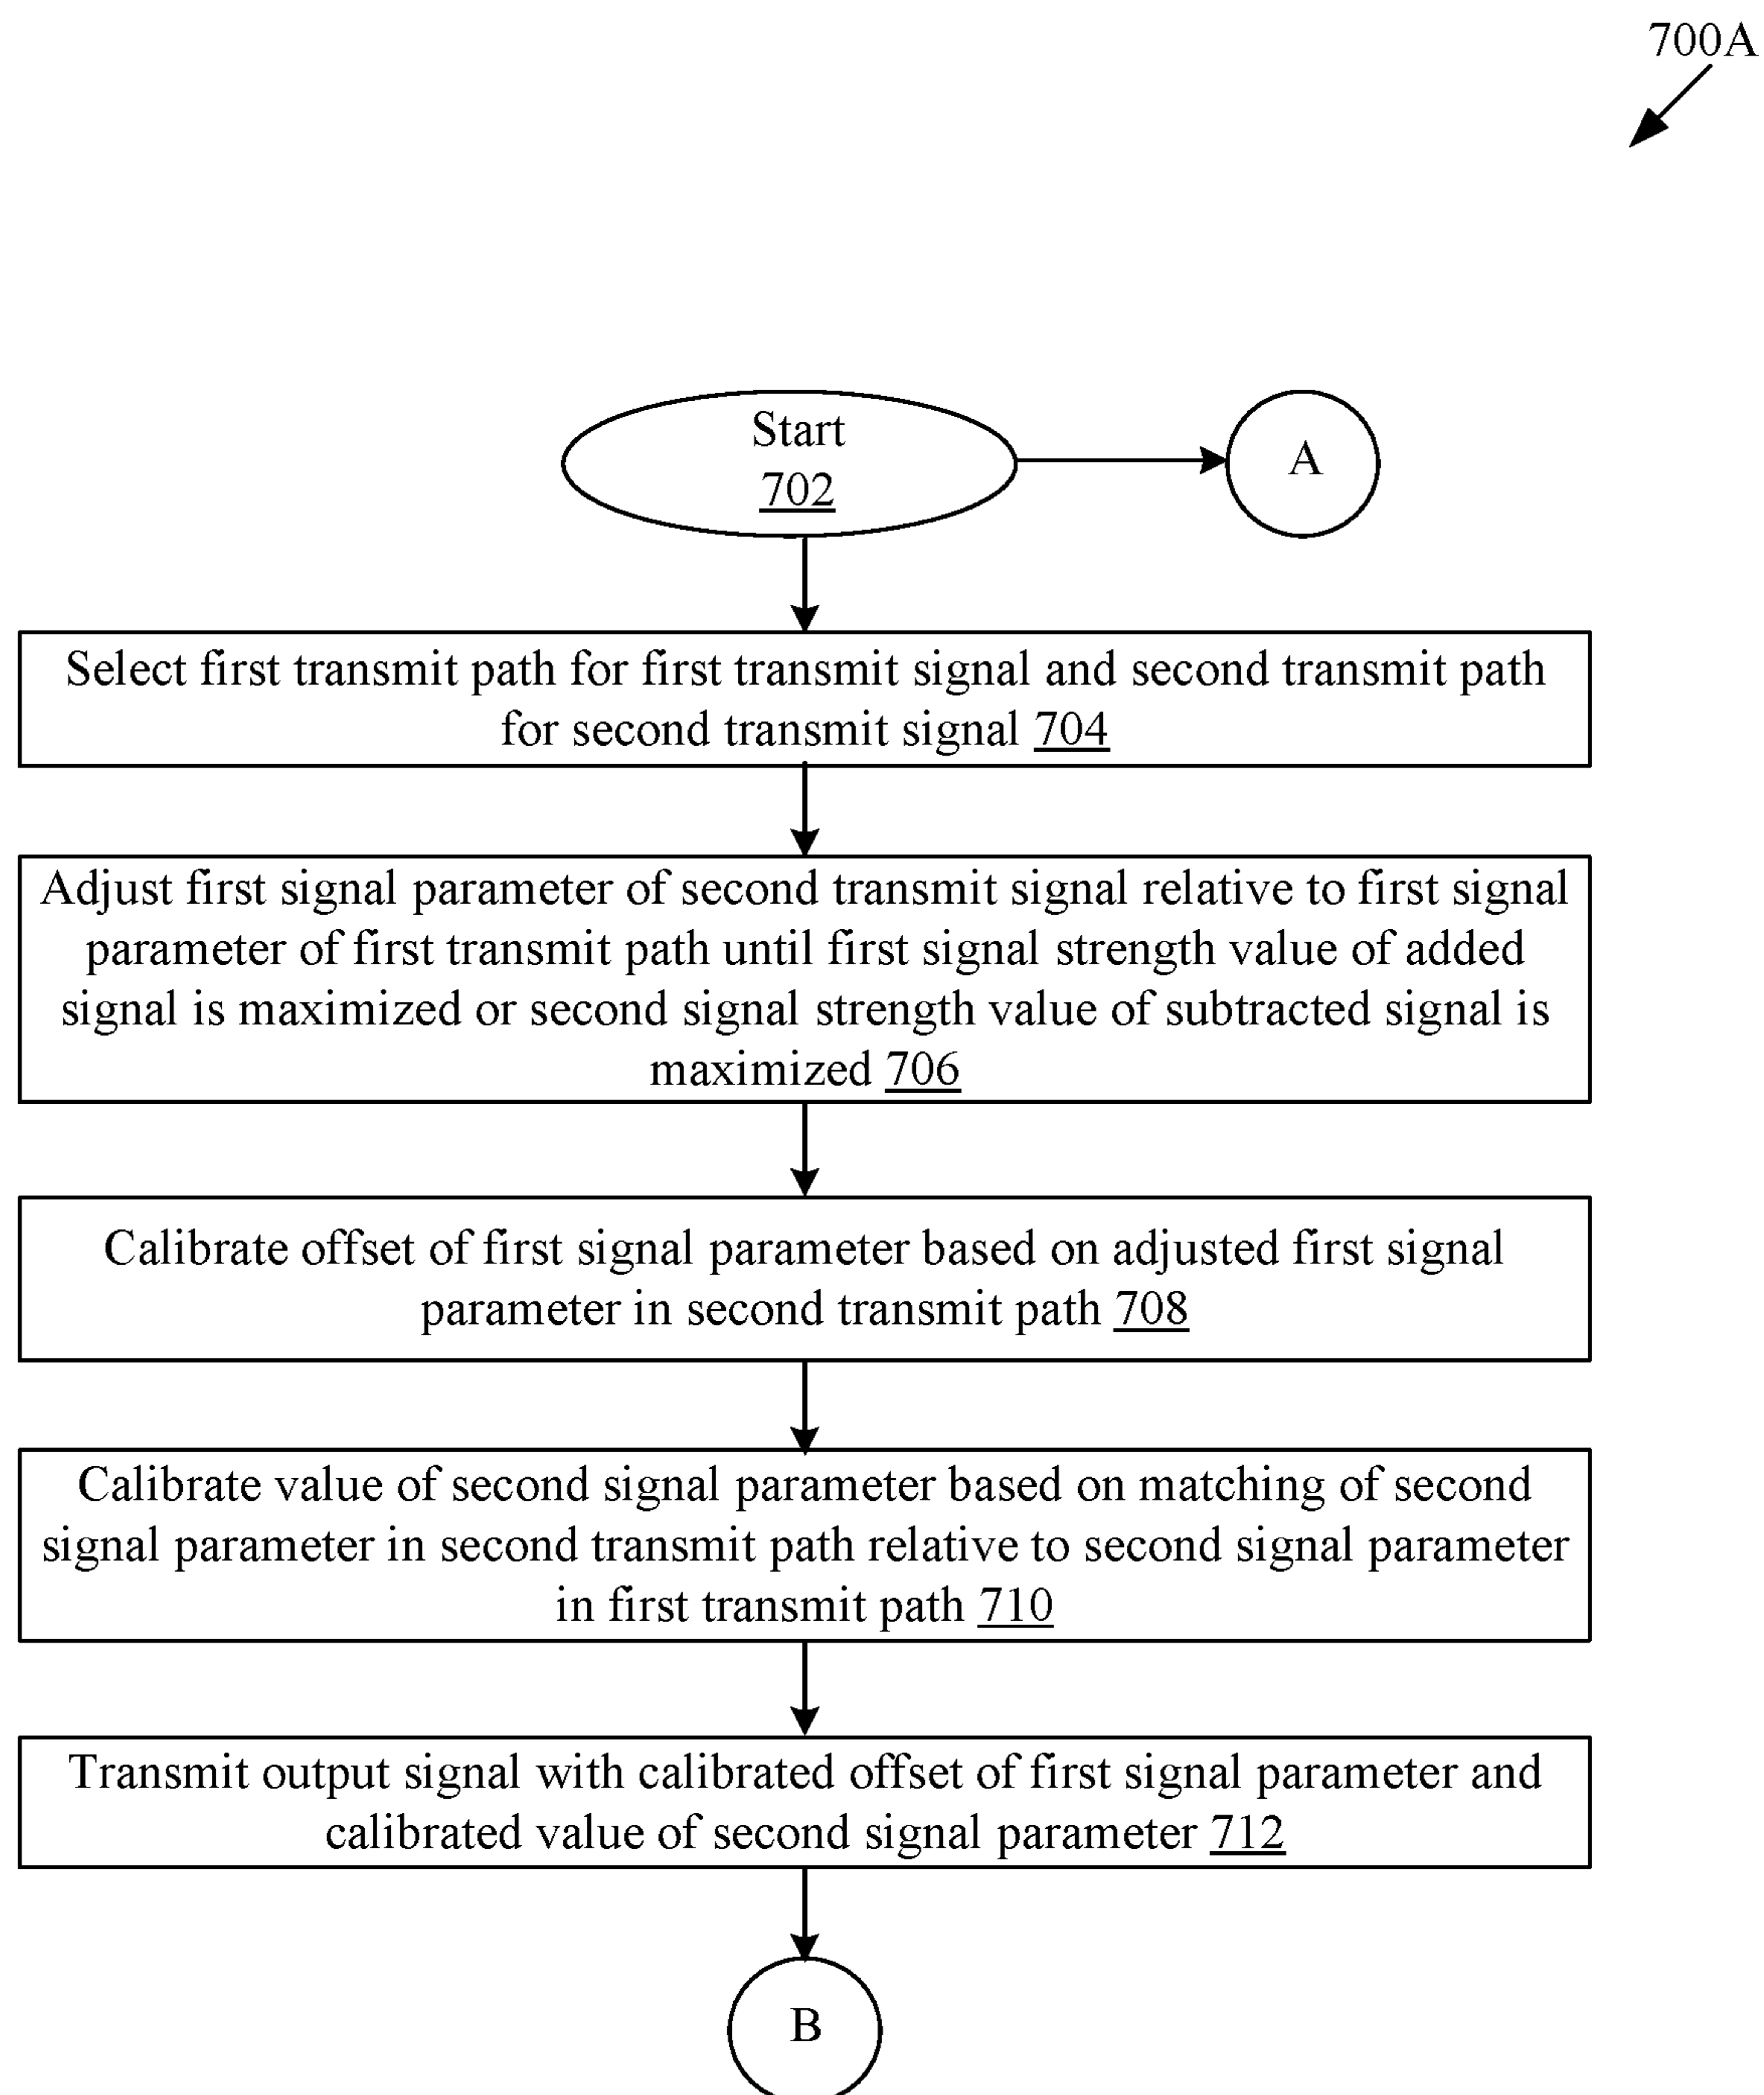 700A
Start
702
A
Select first transmit path for first transmit signal and second transmit path
for second transmit signal 704
Adjust first signal parameter of second transmit signal relative to first signal
parameter of first transmit path until first signal strength value of added
signal is maximized or second signal strength value of subtracted signal is
maximized 706
Calibrate offset of first signal parameter based on adjusted first signal
parameter in second transmit path 708
Calibrate value of second signal parameter based on matching of second
signal parameter in second transmit path relative to second signal parameter
in first transmit path 710
Transmit output signal with calibrated offset of first signal parameter and
calibrated value of second signal parameter 712
B